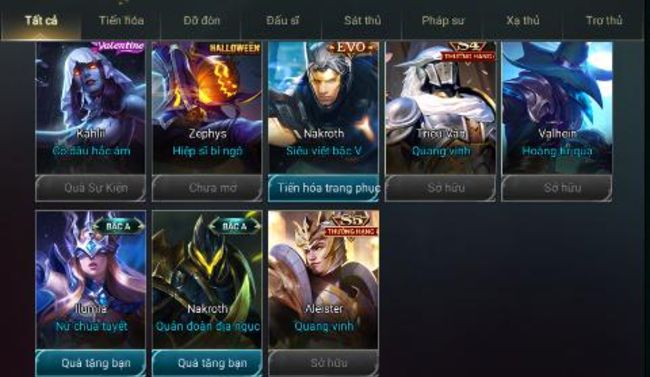 Tất cả
Tiến hóa
Đỡ đòn
Đấu sĩ
Sát thủ
Pháp sư
Xạ thủ
Trợ thủ
Valentine
HALLOWEEN
EVO
S4
THƯỞNG HẠNG
Kahlii
Zephys
Nakroth
Triệu Vân
Valhein
Cô dâu hắc ám
Hiệp sĩ bí ngô
Siêu việt bậc V
Quang vinh
Hoàng tử quạ
Quà Sự Kiện
Chưa mở
Tiến hóa trang phục
Sở hữu
Sở hữu
BẬC A
BẬC A
S5
THƯỞNG HẠNG
Ilumia
Nakroth
Aleister
Nữ chúa tuyết
Quân đoàn địa ngục
Quang vinh
Quà tặng bạn
Quà tặng bạn
Sở hữu